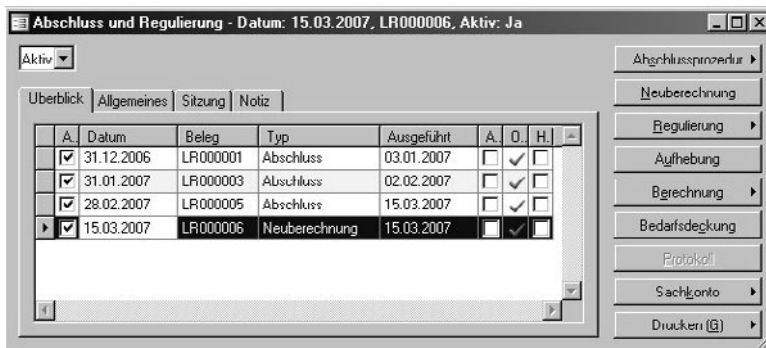 Abschluss und Regulierung - Datum: 15.03.2007, LR000006, Aktiv: Ja
Aktiv
Überblick Allgemeines Sitzung Notiz
A. Datum Beleg Typ Ausgeführt A. O.. H.
31.12.2006 LR000001 Abschluss 03.01.2007
31.01.2007 LR000003 Abschluss 02.02.2007
28.02.2007 LR000005 Abschluss 15.03.2007
15.03.2007 LR000006 Neuberechnung 15.03.2007
Abschlussprozedur
Neuberechnung
Regulierung
Aufhebung
Berechnung
Bedarfsdeckung
Protokoll
Sachkonto
Drucken (G)